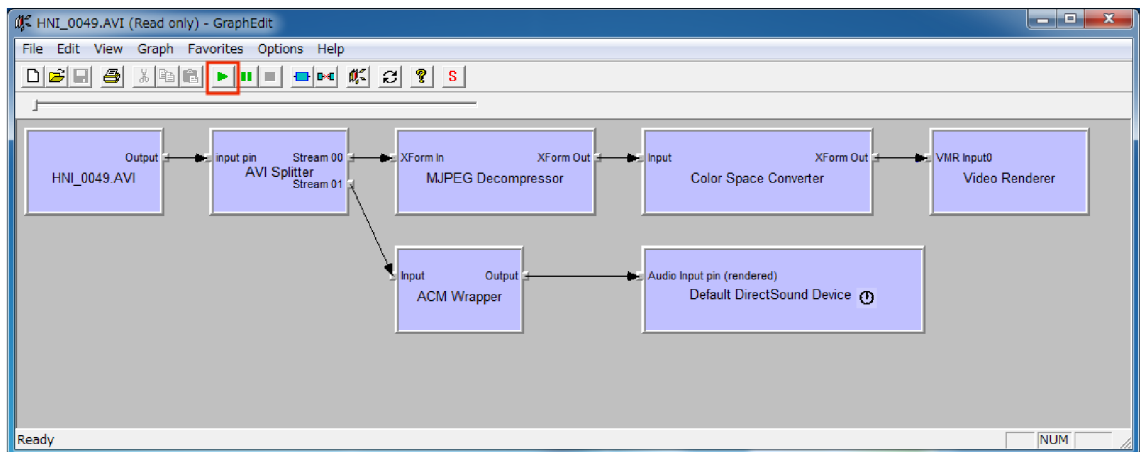 HNI_0049.AVI (Read only) - GraphEdit
File Edit View Graph Favorites Options Help
S
Output
HNI_0049.AVI
input pin Stream 00
AVI Splitter
Stream 01
XForm In XForm Out
MJPEG Decompressor
Input XForm Out
Color Space Converter
VMR Input0
Video Renderer
Input Output
ACM Wrapper
Audio Input pin (rendered)
Default DirectSound Device
Ready NUM